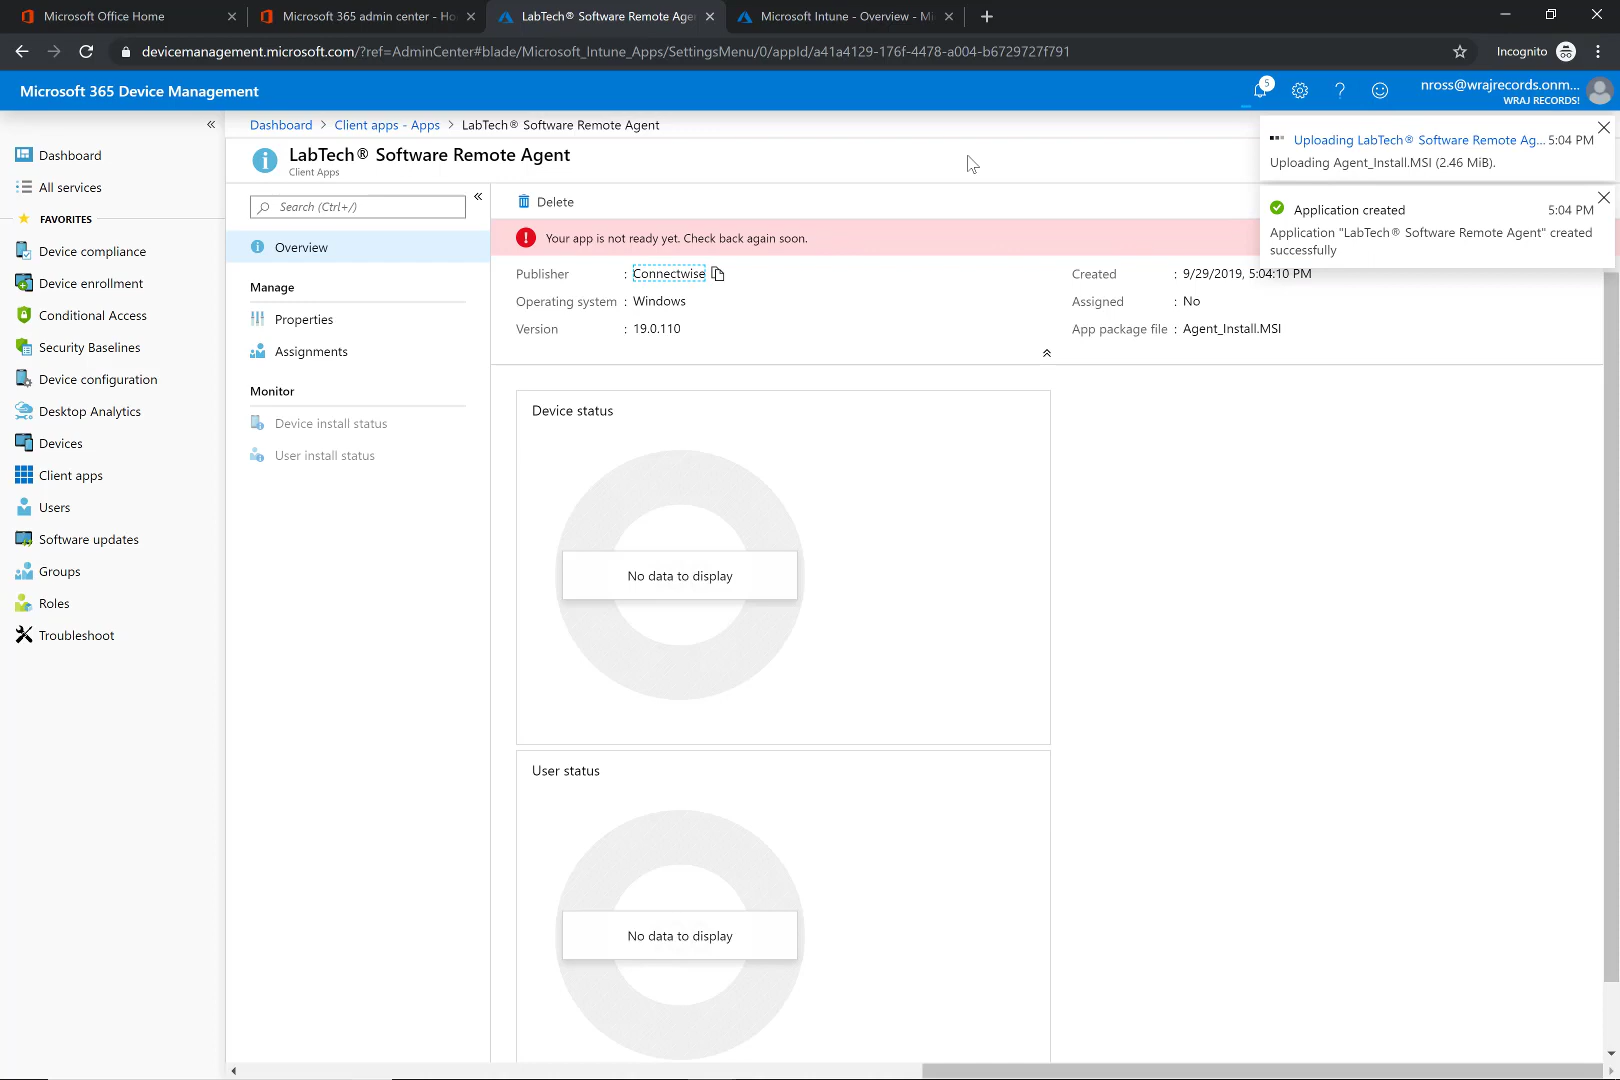 Microsoft Office Home
Microsoft 365 admin center - Ho
LabTech® Software Remote Age
Microsoft Intune - Overview - Mi
devicemanagement.microsoft.com/?ref=AdminCenter#blade/Microsoft_Intune_Apps/SettingsMenu/0/appId/a41a4129-176f-4478-a004-b6729727f791
Incognito
Microsoft 365 Device Management
5
nross@wrajrecords.onm...
WRAJ RECORDS!
Dashboard > Client apps - Apps > LabTech® Software Remote Agent
LabTech® Software Remote Agent
Client Apps
Uploading LabTech® Software Remote Ag... 5:04 PM
Uploading Agent_Install.MSI (2.46 MiB).
Application created 5:04 PM
Application "LabTech® Software Remote Agent" created
successfully
Dashboard
All services
FAVORITES
Device compliance
Device enrollment
Conditional Access
Security Baselines
Device configuration
Desktop Analytics
Devices
Client apps
Users
Software updates
Groups
Roles
Troubleshoot
Search (Ctrl+/)
Overview
Manage
Properties
Assignments
Monitor
Device install status
User install status
Delete
Your app is not ready yet. Check back again soon.
Publisher : Connectwise
Operating system : Windows
Version : 19.0.110
Created : 9/29/2019, 5:04:10 PM
Assigned : No
App package file : Agent_Install.MSI
Device status
No data to display
User status
No data to display